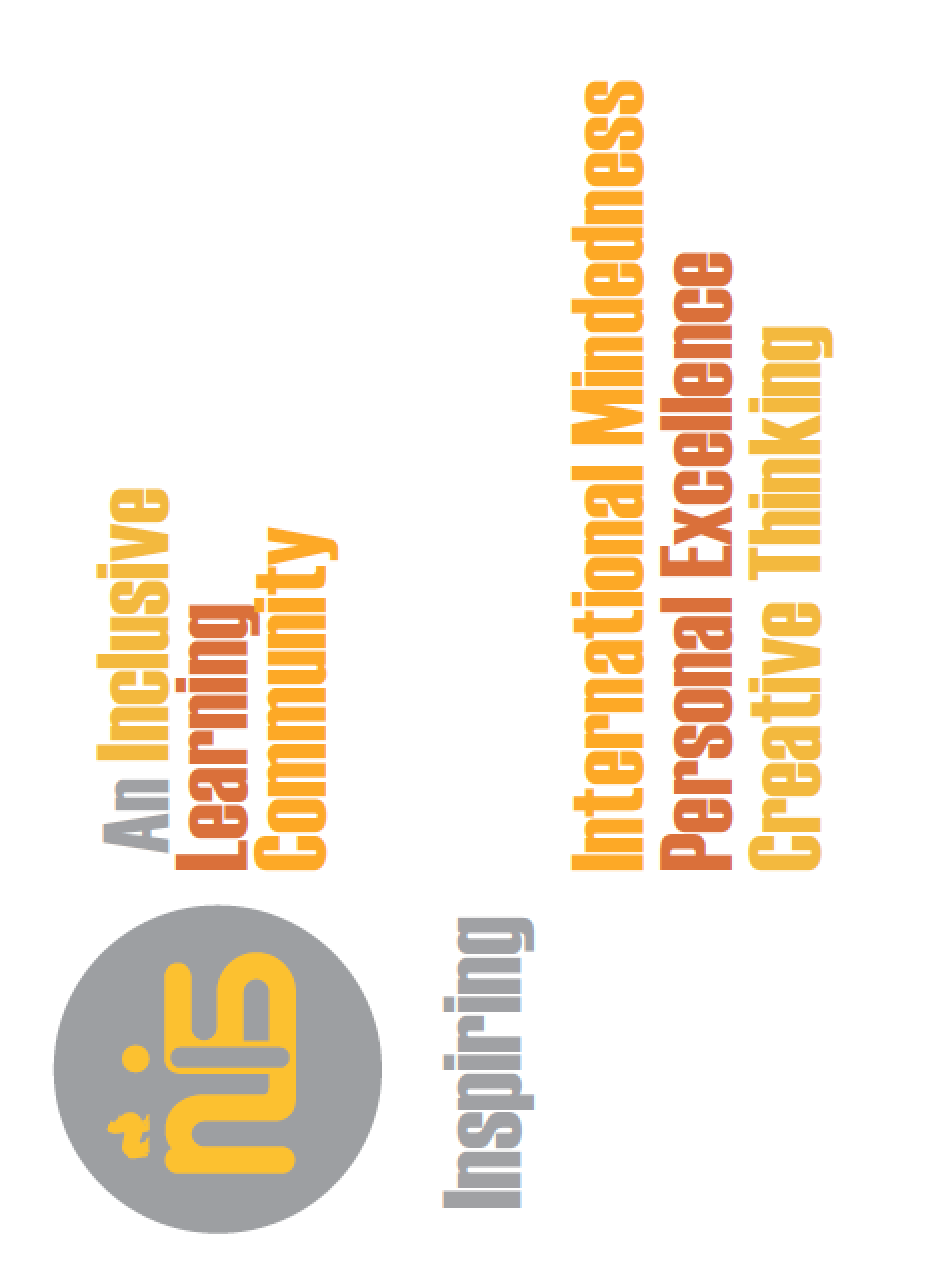 nis
An Inclusive
Learning
Community
Inspiring
International Mindedness
Personal Excellence
Creative Thinking